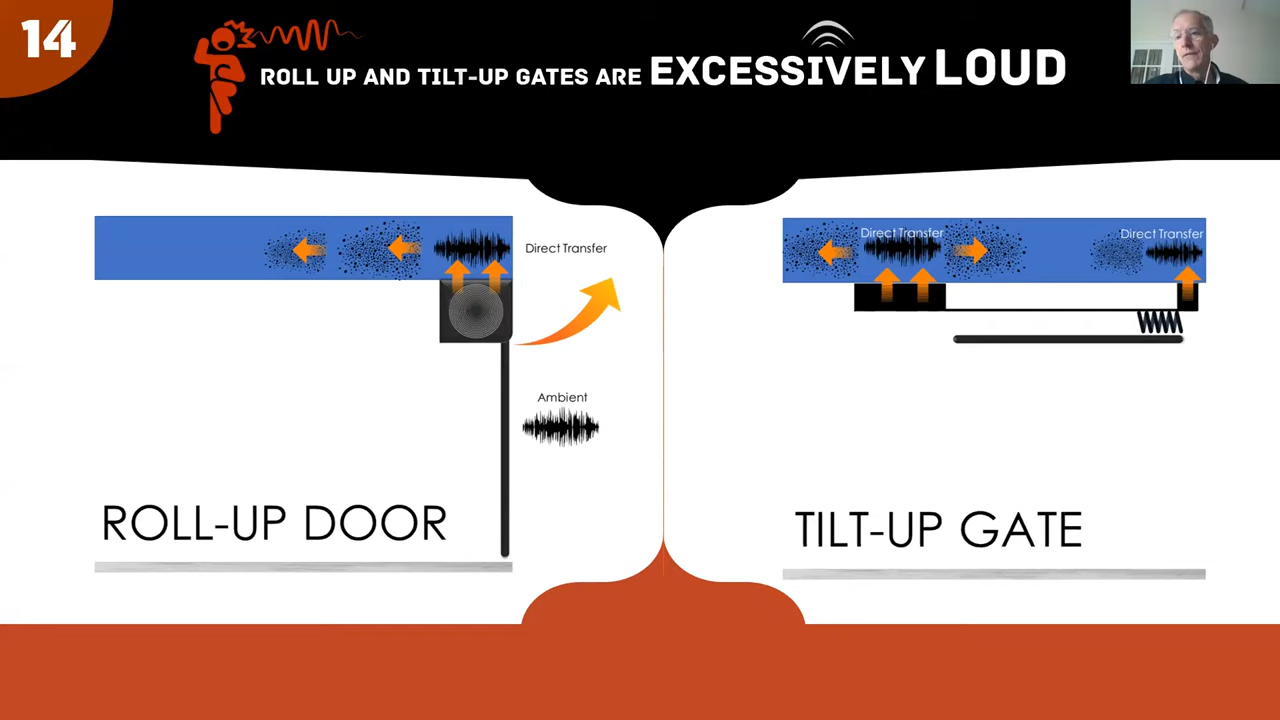 14
ROLL UP AND TILT-UP GATES ARE EXCESSIVELY LOUD
Direct Transfer
Ambient
ROLL-UP DOOR
Direct Transfer
Direct Transfer
TILT-UP GATE